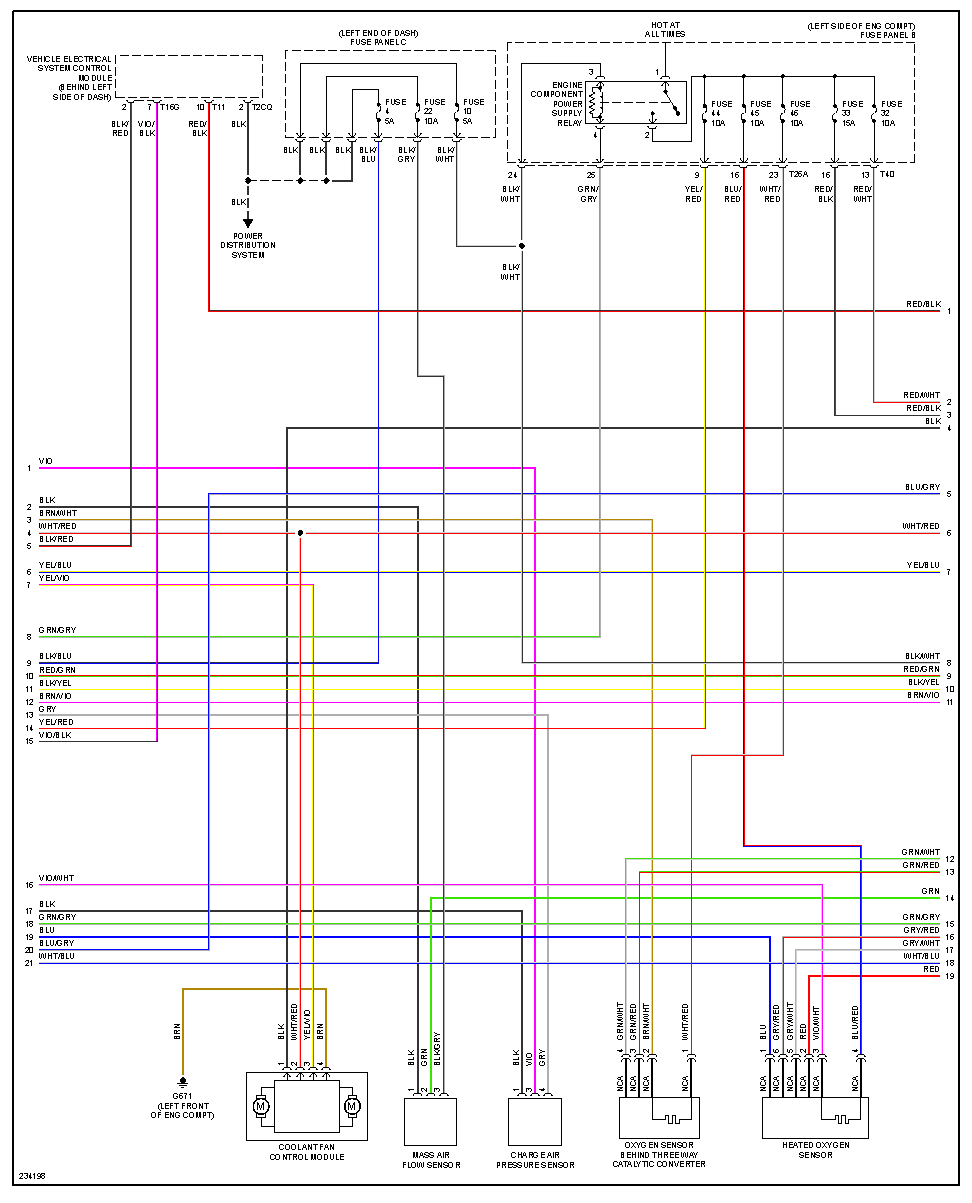 (LEFT END OF DASH)
FUSE PANEL C
HOT AT
ALL TIMES
(LEFT SIDE OF ENG COMPT)
FUSE PANEL B
VEHICLE ELECTRICAL
SYSTEM CONTROL
MODULE
(BEHIND LEFT
SIDE OF DASH)
2 7 T16G 10 T11 2 T2CQ
BLK/
RED
VIO/
BLK
RED/
BLK
BLK
FUSE
4
5A
FUSE
22
10A
FUSE
10
5A
BLK
BLK
BLK
BLK/
BLU
BLK/
GRY
BLK/
WHT
BLK
POWER
DISTRIBUTION
SYSTEM
ENGINE
COMPONENT
POWER
SUPPLY
RELAY
3
1
4
2
FUSE
44
10A
FUSE
45
10A
FUSE
46
10A
FUSE
33
15A
FUSE
32
10A
24 25 9 16 23 T26A 16 13 T40
BLK/
WHT
GRN/
GRY
YEL/
RED
BLU/
RED
WHT/
RED
RED/
BLK
RED/
WHT
BLK/
WHT
RED/BLK 1
RED/WHT 2
RED/BLK 3
BLK 4
1 VIO
BLU/GRY 5
2 BLK
3 BRN/WHT
4 WHT/RED
WHT/RED 6
5 BLK/RED
6 YEL/BLU
YEL/BLU 7
7 YEL/VIO
8 GRN/GRY
9 BLK/BLU
BLK/WHT 8
10 RED/GRN
RED/GRN 9
11 BLK/YEL
BLK/YEL 10
12 BRN/VIO
BRN/VIO 11
13 GRY
14 YEL/RED
15 VIO/BLK
GRN/WHT 12
GRN/RED 13
16 VIO/WHT
GRN 14
17 BLK
18 GRN/GRY
GRN/GRY 15
19 BLU
GRY/RED 16
20 BLU/GRY
GRY/WHT 17
21 WHT/BLU
WHT/BLU 18
RED 19
BRN
G671
(LEFT FRONT
OF ENG COMPT)
BLK
WHT/RED
YEL/VIO
BRN
1 2 3 4
M M
COOLANT FAN
CONTROL MODULE
BLK
GRN
BLK/GRY
1 2 3
MASS AIR
FLOW SENSOR
BLK
VIO
GRY
1 3 4
CHARGE AIR
PRESSURE SENSOR
GRN/WHT
GRN/RED
BRN/WHT
WHT/RED
4 3 2 1
NCA
NCA
NCA
NCA
OXYGEN SENSOR
BEHIND THREEWAY
CATALYTIC CONVERTER
BLU
GRY/RED
GRY/WHT
RED
VIO/WHT
BLU/RED
1 6 5 2 3 4
NCA
NCA
NCA
NCA
NCA
NCA
HEATED OXYGEN
SENSOR
234198